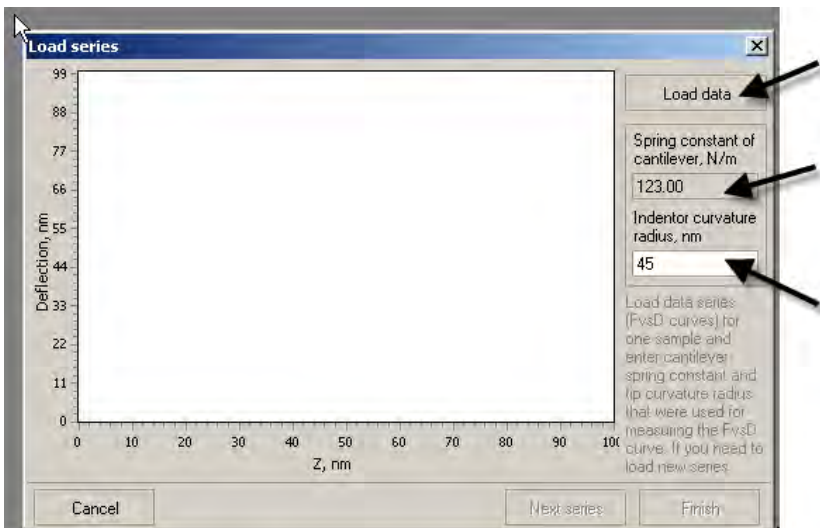 Load series
99
88
77
66
55
44
33
22
11
0
Deflection, nm
0 10 20 30 40 50 60 70 80 90 100
Z, nm
Load data
Spring constant of
cantilever, N/m
123.00
Indentor curvature
radius, nm
45
Load data series
(FvsD curves) for
one sample and
enter cantilever
spring constant and
tip curvature radius
that were used for
measuring the FvsD
curve. If you need to
load new series
Cancel
Next series
Finish